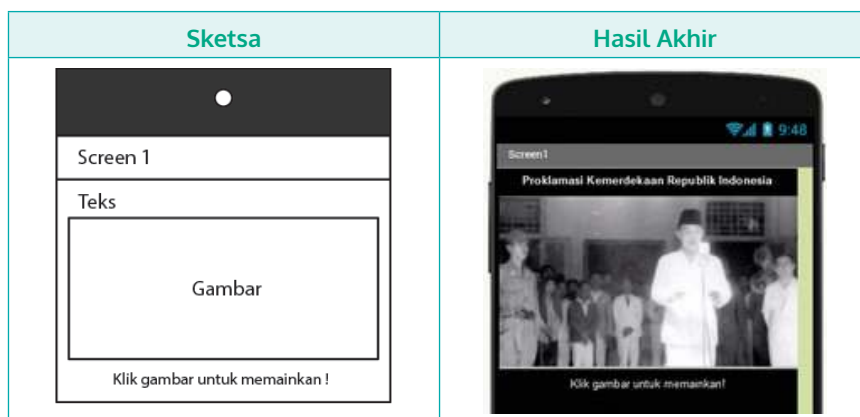 Sketsa
Hasil Akhir
Screen 1
Teks
Gambar
Klik gambar untuk memainkan !
9:48
Screen1
Proklamasi Kemerdekaan Republik Indonesia
Klik gambar untuk memainkan!